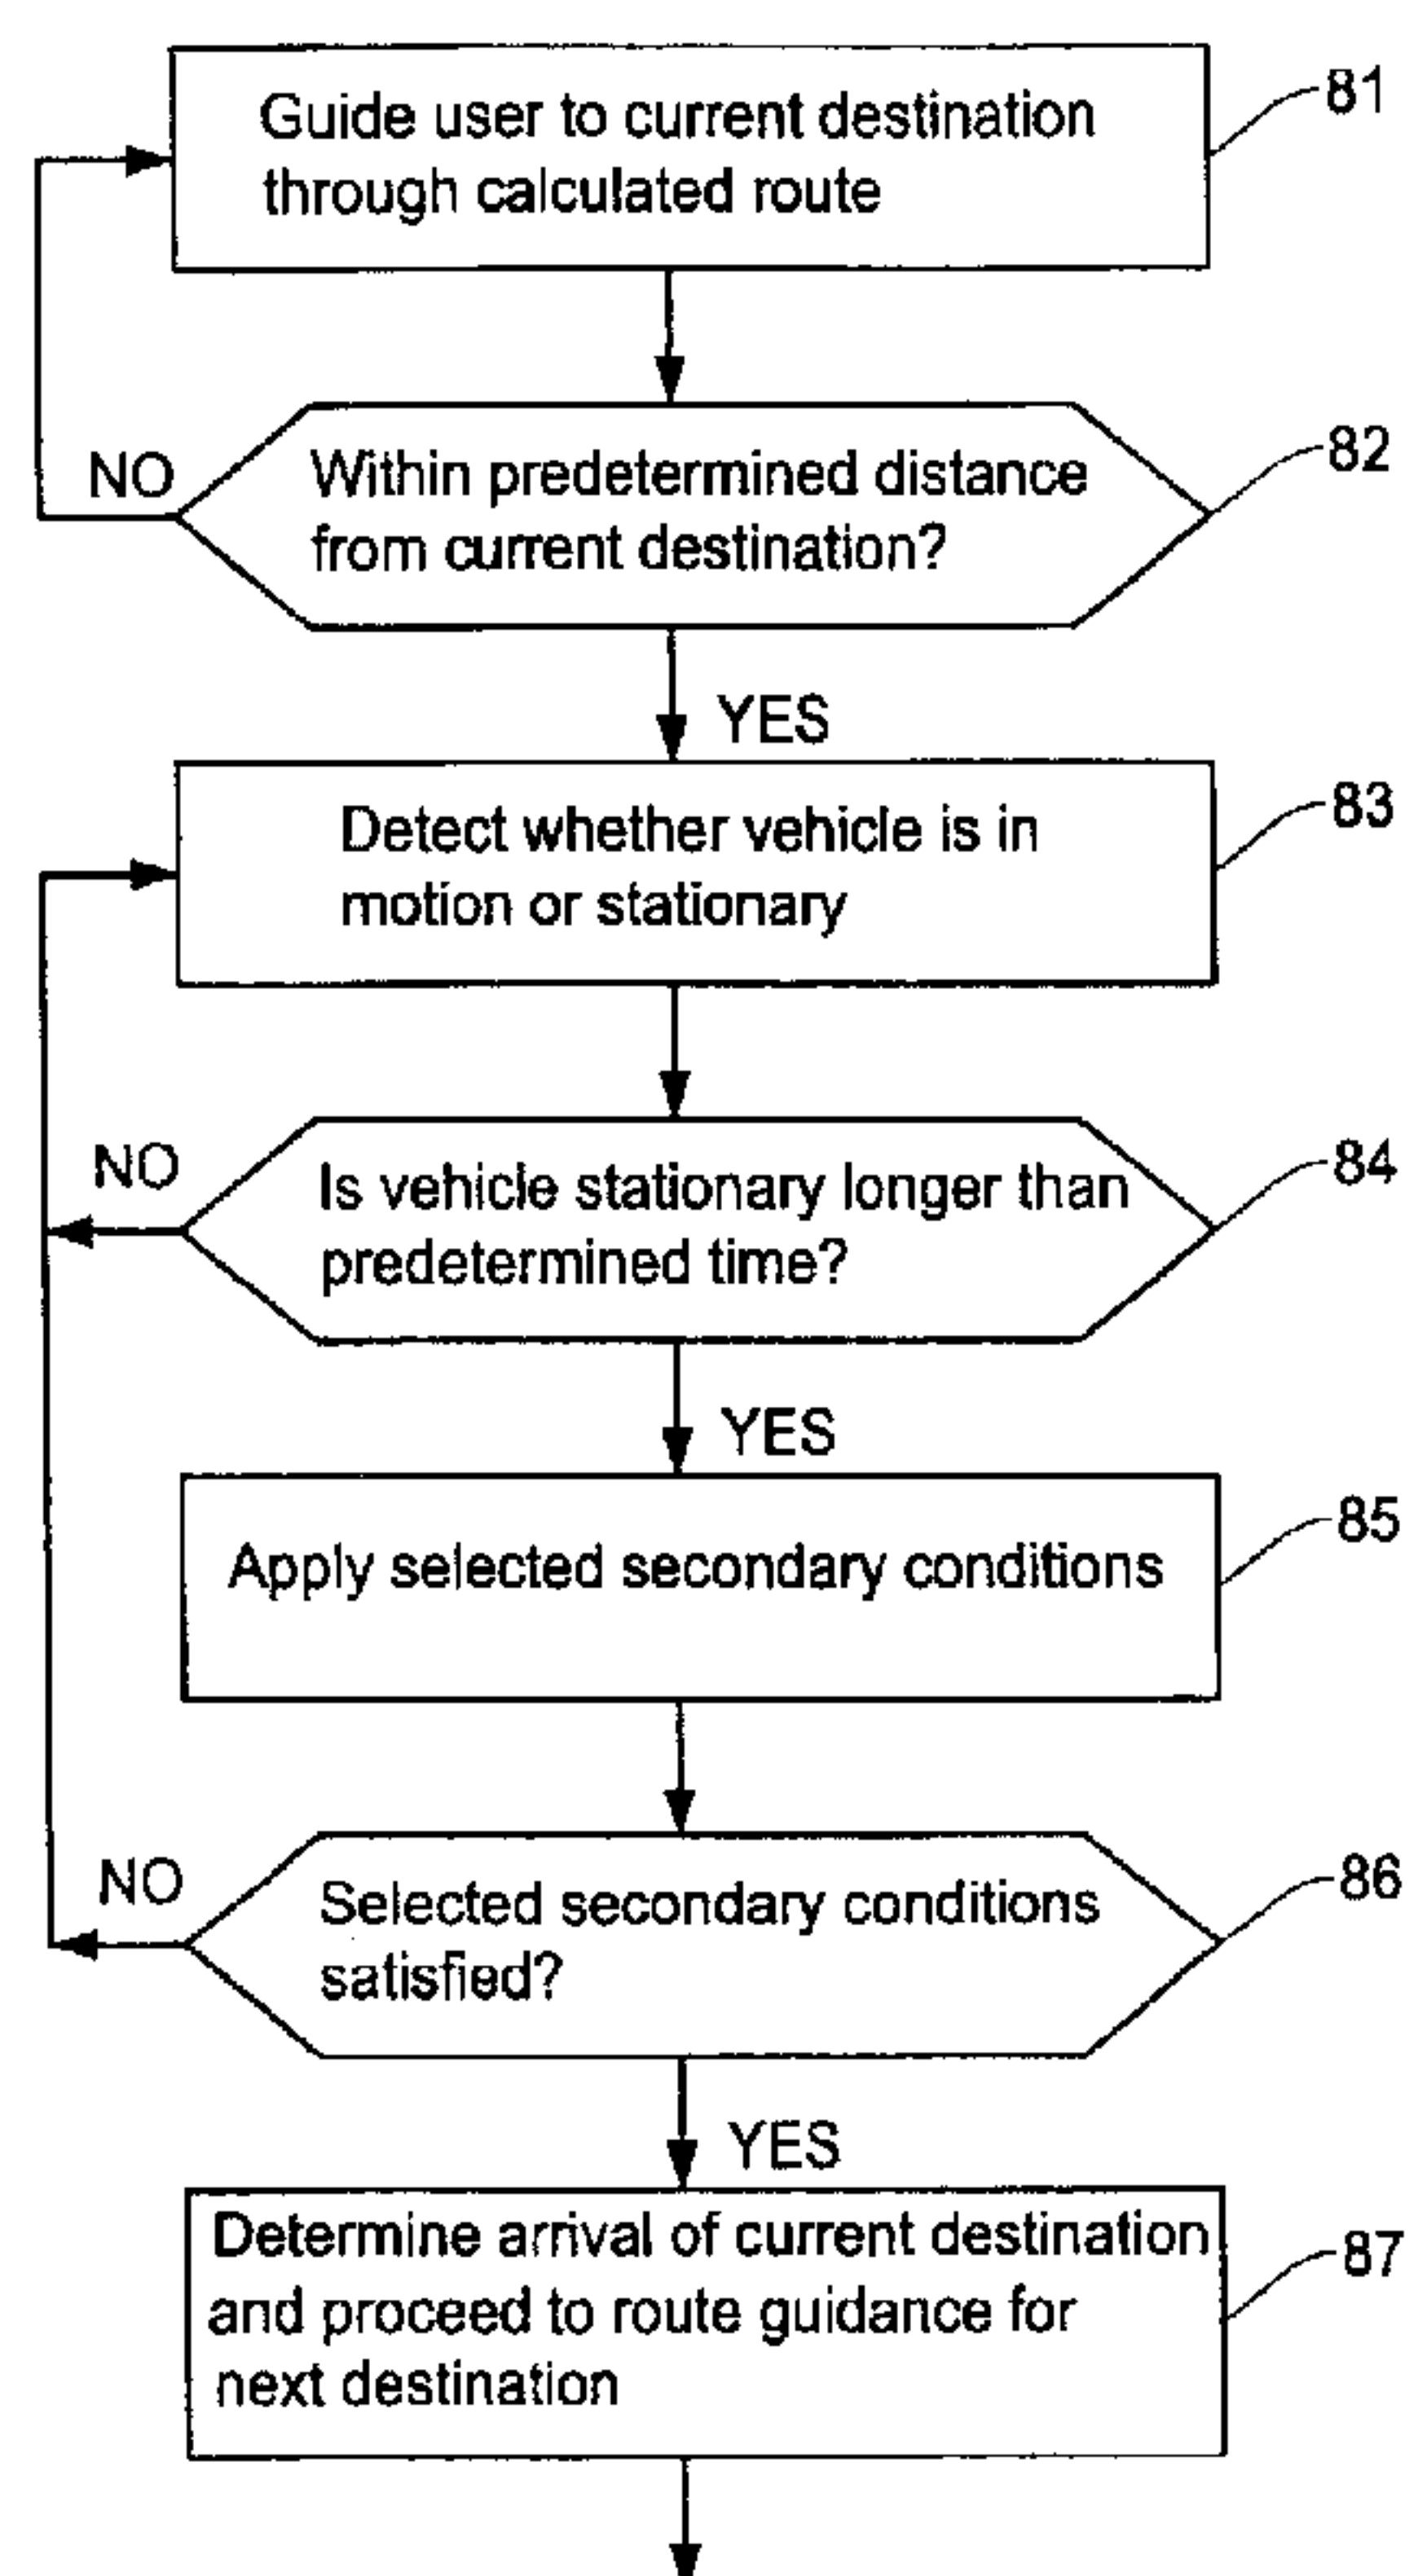 Guide user to current destination
through calculated route
81
NO
Within predetermined distance
from current destination?
82
YES
Detect whether vehicle is in
motion or stationary
83
NO
Is vehicle stationary longer than
predetermined time?
84
YES
Apply selected secondary conditions
85
NO
Selected secondary conditions
satisfied?
86
YES
Determine arrival of current destination
and proceed to route guidance for
next destination
87